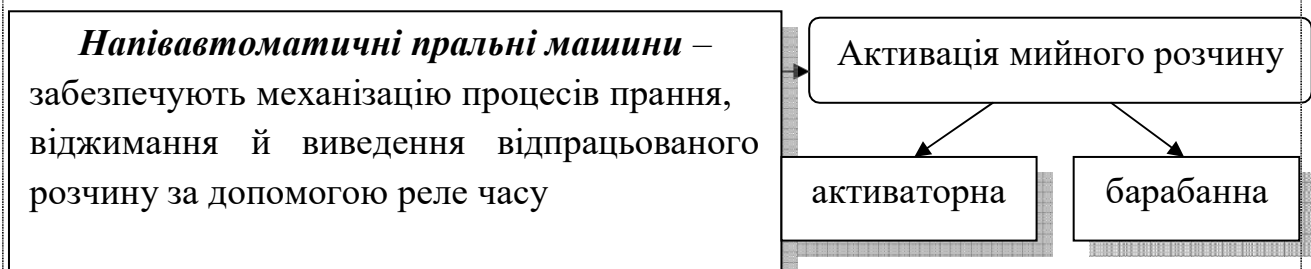 Напівавтоматичні пральні машини –
забезпечують механізацію процесів прання,
віджимання й виведення відпрацьованого
розчину за допомогою реле часу
Активація мийного розчину
активаторна
барабанна